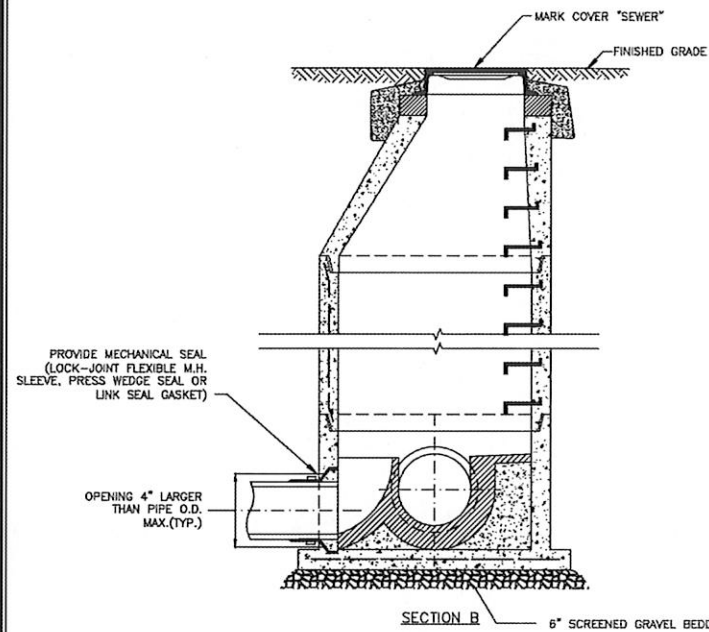 MARK COVER "SEWER"
FINISHED GRADE
PROVIDE MECHANICAL SEAL
(LOCK-JOINT FLEXIBLE M.H.
SLEEVE, PRESS WEDGE SEAL OR
LINK SEAL GASKET)
OPENING 4" LARGER
THAN PIPE O.D.
MAX.(TYP.)
SECTION B
6" SCREENED GRAVEL BEDD